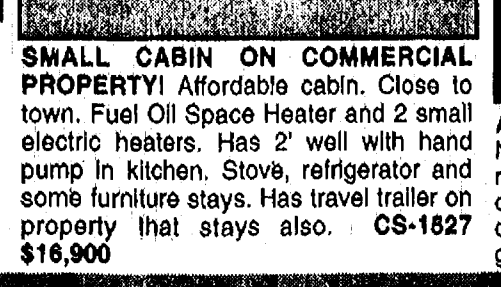 SMALL CABIN ON COMMERCIAL
PROPERTY! Affordable cabin. Close to
town. Fuel Oil Space Heater and 2 small
electric heaters. Has 2' well with hand
pump in kitchen. Stove, refrigerator and
some furniture stays. Has travel trailer on
property that stays also. CS-1827
$16,900